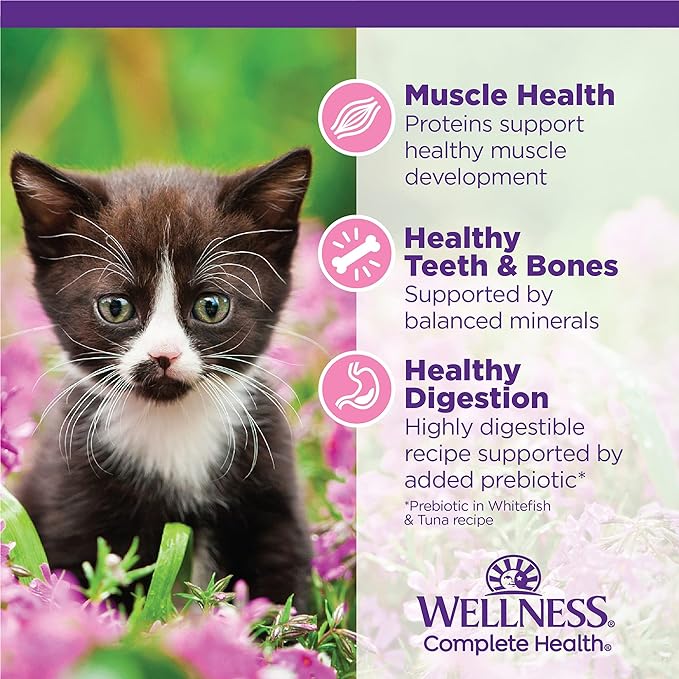 Muscle Health
Proteins support
healthy muscle
development
Healthy
Teeth & Bones
Supported by
balanced minerals
Healthy
Digestion
Highly digestible
recipe supported by
added prebiotic*
*Prebiotic in Whitefish
& Tuna recipe
WELLNESS®
Complete Health®